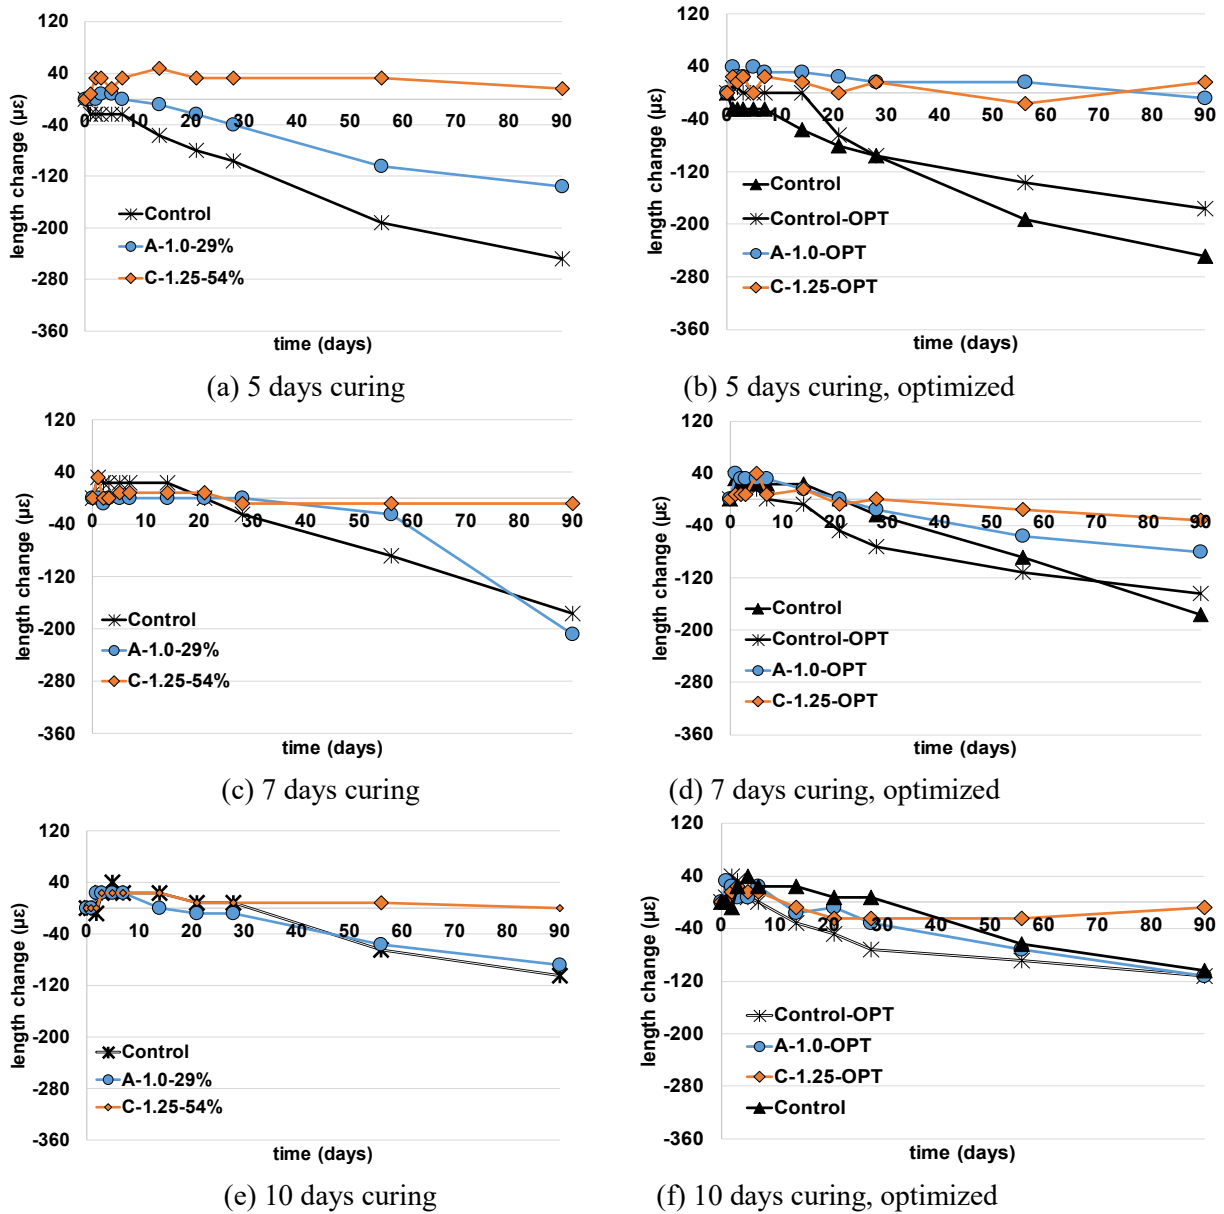 120
40
-40
-120
-200
-280
-360
0 10 20 30 40 50 60 70 80 90
length change (με)
time (days)
Control
A-1.0-29%
C-1.25-54%
(a) 5 days curing
120
40
-40
-120
-200
-280
-360
0 10 20 30 40 50 60 70 80 90
length change (με)
time (days)
Control
Control-OPT
A-1.0-OPT
C-1.25-OPT
(b) 5 days curing, optimized
120
40
-40
-120
-200
-280
-360
0 10 20 30 40 50 60 70 80 90
length change (με)
time (days)
Control
A-1.0-29%
C-1.25-54%
(c) 7 days curing
120
40
-40
-120
-200
-280
-360
0 10 20 30 40 50 60 70 80 90
length change (με)
time (days)
Control
Control-OPT
A-1.0-OPT
C-1.25-OPT
(d) 7 days curing, optimized
120
40
-40
-120
-200
-280
-360
0 10 20 30 40 50 60 70 80 90
length change (με)
time (days)
Control
A-1.0-29%
C-1.25-54%
(e) 10 days curing
120
40
-40
-120
-200
-280
-360
0 10 20 30 40 50 60 70 80 90
length change (με)
time (days)
Control-OPT
A-1.0-OPT
C-1.25-OPT
Control
(f) 10 days curing, optimized